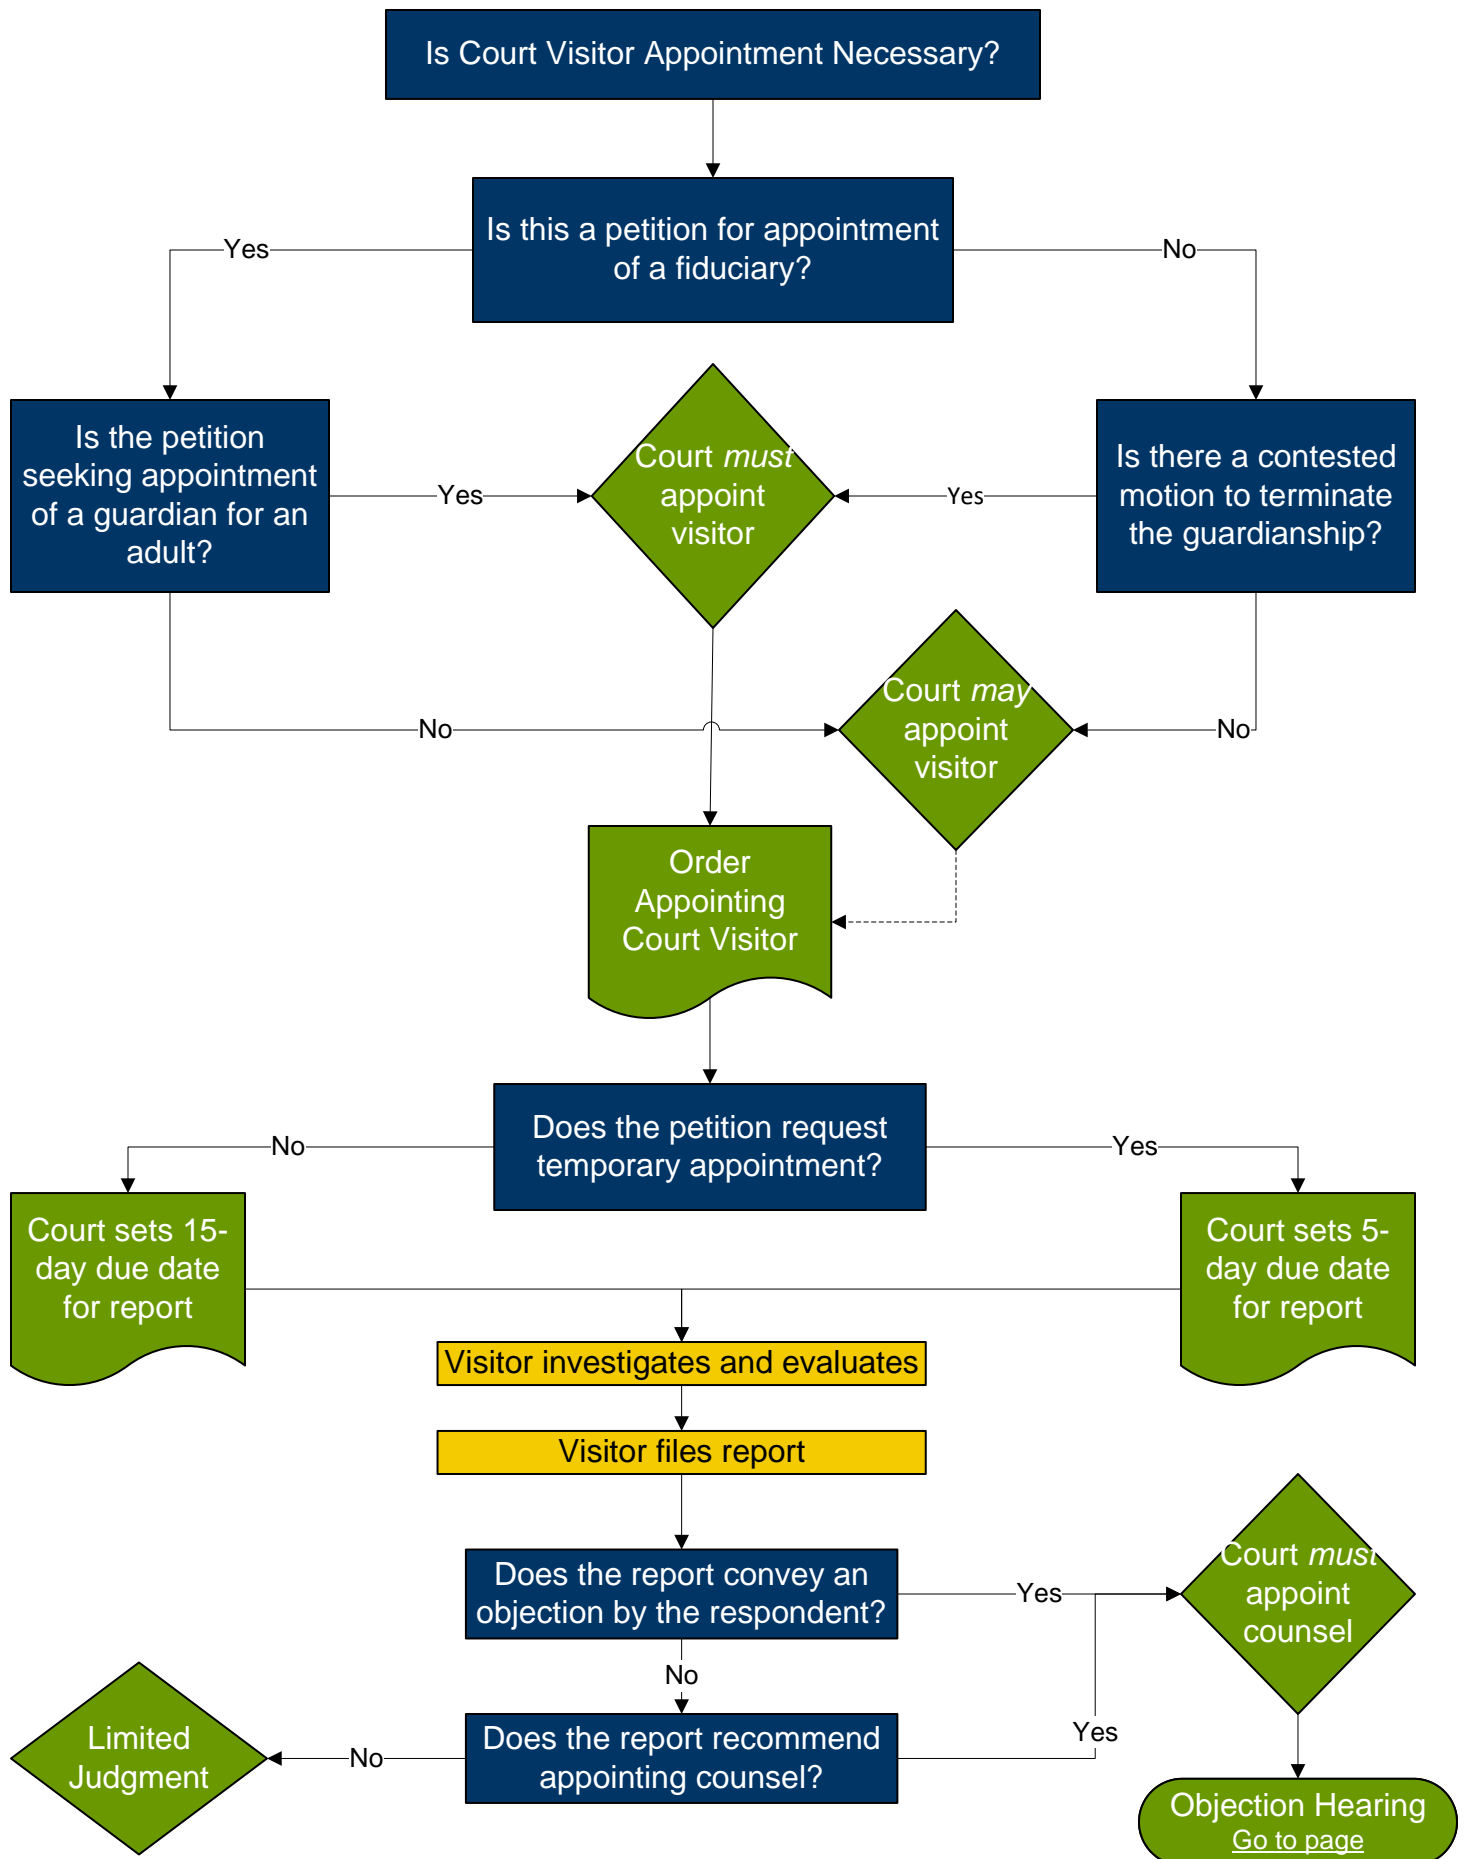 Is Court Visitor Appointment Necessary?
Is this a petition for appointment
of a fiduciary?
Yes
No
Is the petition
seeking appointment
of a guardian for an
adult?
Yes
Court must
appoint
visitor
Yes
Is there a contested
motion to terminate
the guardianship?
No
Court may
appoint
visitor
No
Order
Appointing
Court Visitor
Does the petition request
temporary appointment?
No
Yes
Court sets 15-
day due date
for report
Court sets 5-
day due date
for report
Visitor investigates and evaluates
Visitor files report
Does the report convey an
objection by the respondent?
Yes
Court must
appoint
counsel
No
Does the report recommend
appointing counsel?
Yes
No
Limited
Judgment
Objection Hearing
Go to page